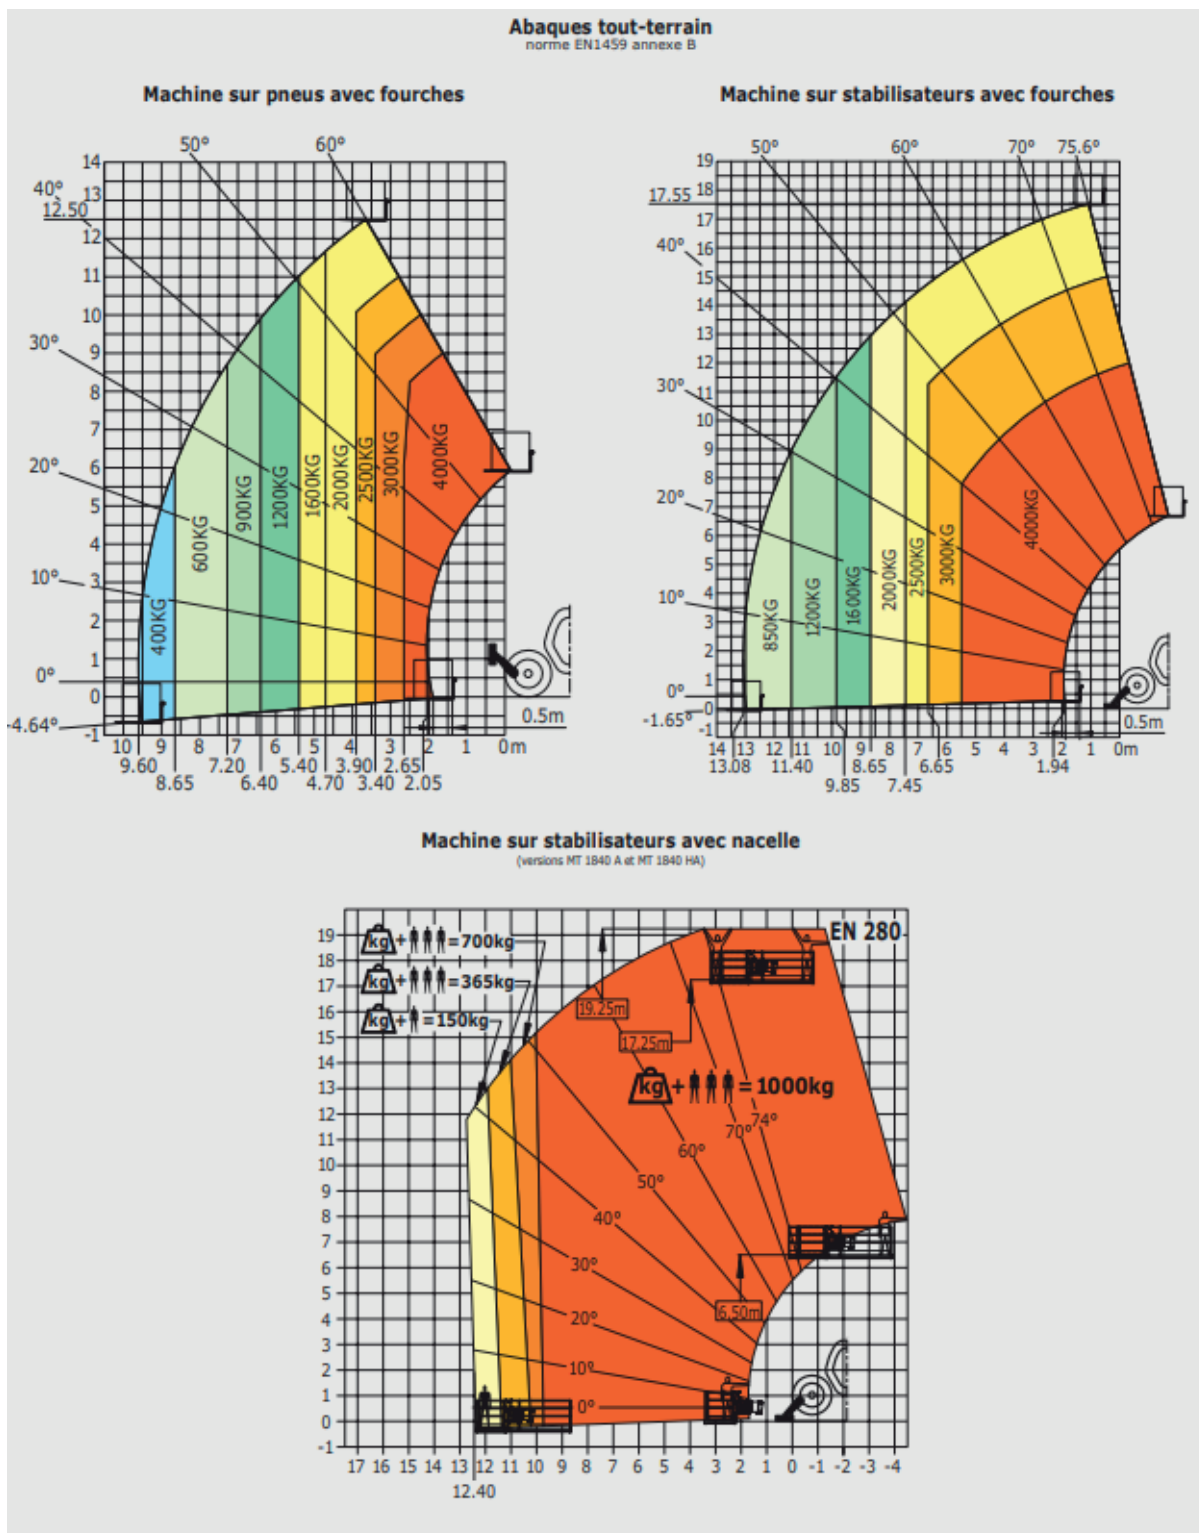 Abaques tout-terrain
norme EN1459 annexe B
Machine sur pneus avec fourches
50°
60°
14
40°
13
12.50
12
11
10
30°
9
8
7
20°
6
5
4
10°
3
2
1
0°
0
-4.64°
-1
400KG
600KG
900KG
1200KG
1600KG
2000KG
2500KG
3000KG
4000KG
0.5m
10 9 8 7 6 5 4 3 2 1 0m
9.60 7.20 5.40 3.90 2.65
8.65 6.40 4.70 3.40 2.05
Machine sur stabilisateurs avec fourches
50°
60°
70°
75.6°
19
18
17.55
17
16
40°
15
14
13
12
30°
11
10
9
8
20°
7
6
5
4
10°
3
2
1
0°
0
-1.65°
-1
850KG
1200KG
1600KG
2000KG
2500KG
3000KG
4000KG
0.5m
14 13 12 11 10 9 8 7 6 5 4 3 2 1 0m
13.08 11.40 8.65 6.65 1.94
9.85 7.45
Machine sur stabilisateurs avec nacelle
(versions MT 1840 A et MT 1840 HA)
EN 280
kg + = 700kg
kg + = 365kg
kg + = 150kg
19
18
17
16
15
14
13
12
11
10
9
8
7
6
5
4
3
2
1
0
-1
19.25m
17.25m
kg + = 1000kg
74°
70°
60°
50°
40°
30°
20°
10°
0°
6.50m
17 16 15 14 13 12 11 10 9 8 7 6 5 4 3 2 1 0 -1 -2 -3 -4
12.40